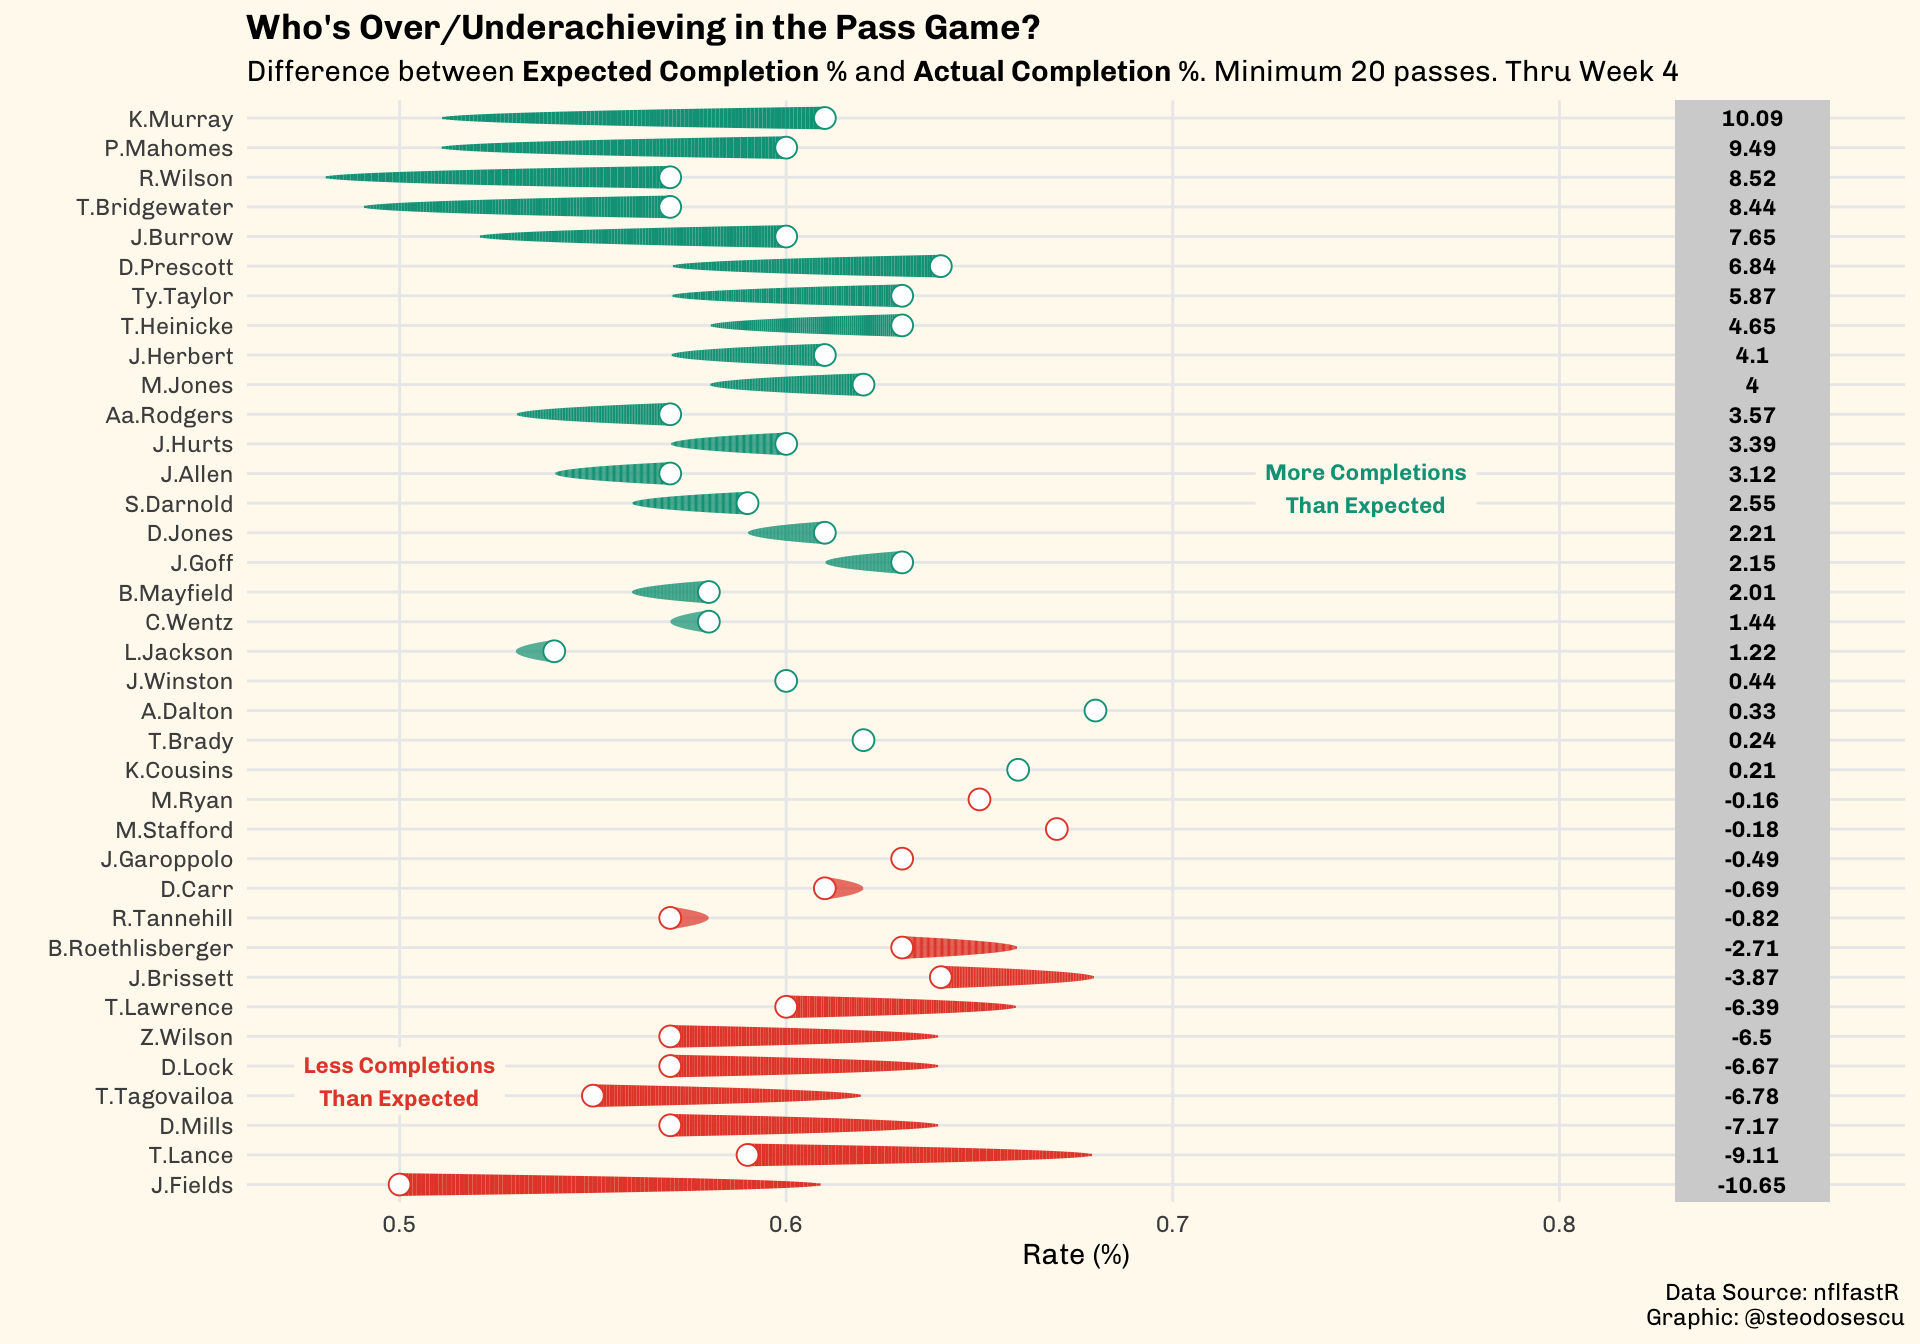 Who's Over/Underachieving in the Pass Game?
Difference between Expected Completion % and Actual Completion %. Minimum 20 passes. Thru Week 4
K.Murray 10.09
P.Mahomes 9.49
R.Wilson 8.52
T.Bridgewater 8.44
J.Burrow 7.65
D.Prescott 6.84
Ty.Taylor 5.87
T.Heinicke 4.65
J.Herbert 4.1
M.Jones 4
Aa.Rodgers 3.57
J.Hurts 3.39
J.Allen More Completions 3.12
S.Darnold Than Expected 2.55
D.Jones 2.21
J.Goff 2.15
B.Mayfield 2.01
C.Wentz 1.44
L.Jackson 1.22
J.Winston 0.44
A.Dalton 0.33
T.Brady 0.24
K.Cousins 0.21
M.Ryan -0.16
M.Stafford -0.18
J.Garoppolo -0.49
D.Carr -0.69
R.Tannehill -0.82
B.Roethlisberger -2.71
J.Brissett -3.87
T.Lawrence -6.39
Z.Wilson -6.5
D.Lock Less Completions -6.67
T.Tagovailoa Than Expected -6.78
D.Mills -7.17
T.Lance -9.11
J.Fields -10.65
0.5 0.6 0.7 0.8
Rate (%)
Data Source: nflfastR
Graphic: @steodosescu